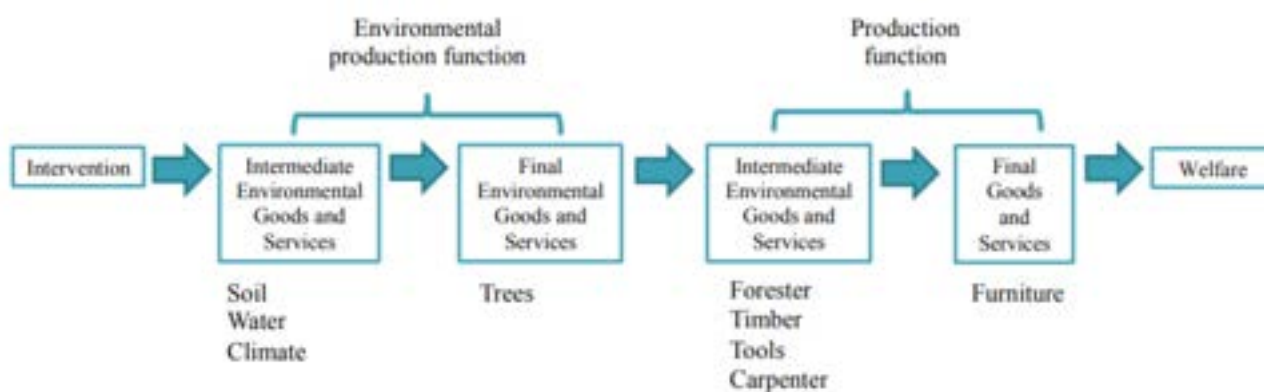 Environmental
production function
Production
function
Intervention
Intermediate
Environmental
Goods and
Services
Final
Environmental
Goods and
Services
Intermediate
Environmental
Goods and
Services
Final
Goods
and
Services
Welfare
Soil
Water
Climate
Trees
Forester
Timber
Tools
Carpenter
Furniture